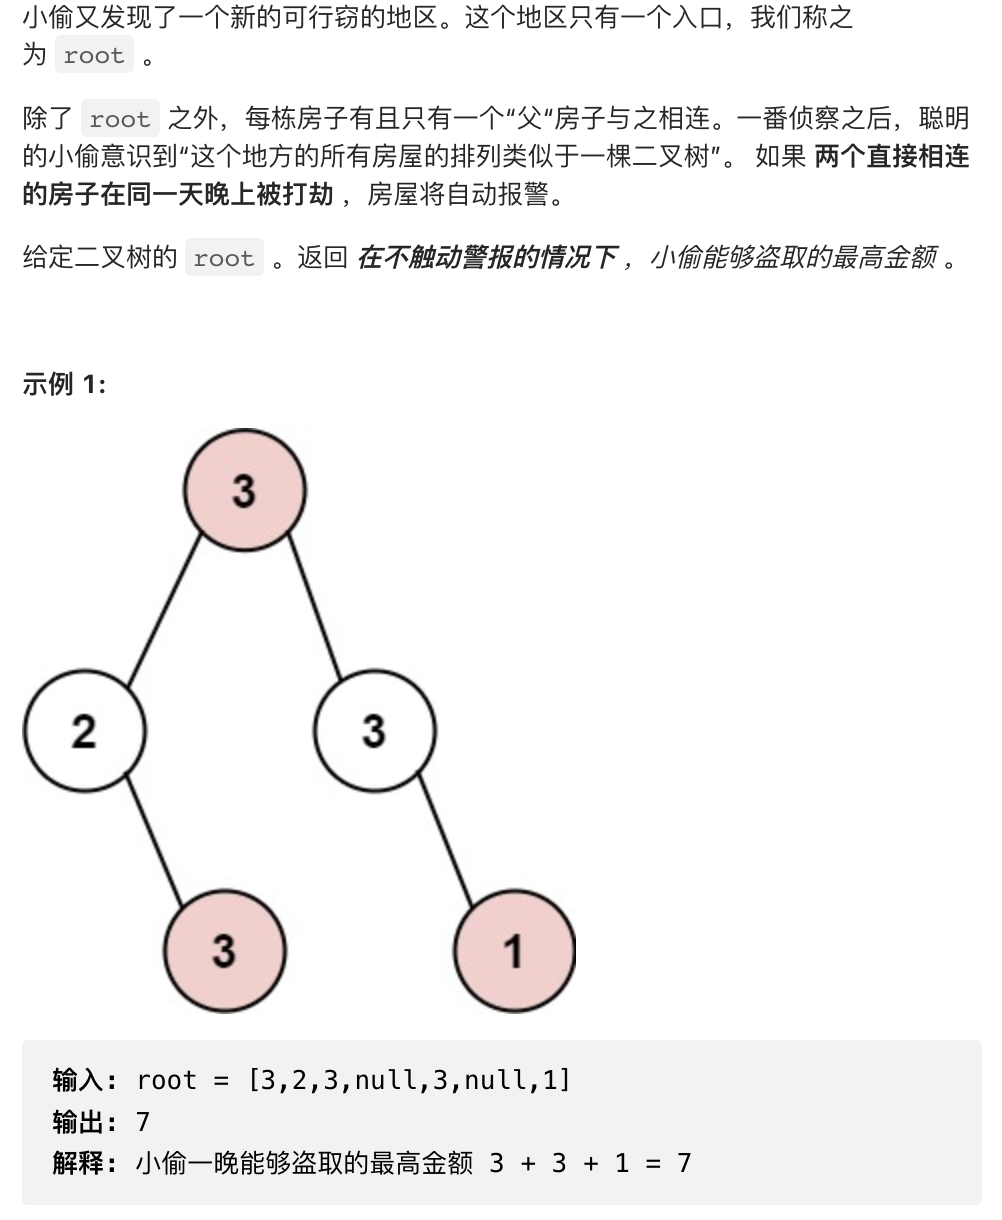 小偷又发现了一个新的可行窃的地区。这个地区只有一个入口，我们称之
为 root 。
除了 root 之外，每栋房子有且只有一个“父“房子与之相连。一番侦察之后，聪明
的小偷意识到“这个地方的所有房屋的排列类似于一棵二叉树”。 如果 两个直接相连
的房子在同一天晚上被打劫 ，房屋将自动报警。
给定二叉树的 root 。返回 在不触动警报的情况下 ，小偷能够盗取的最高金额 。
示例 1:
3
2
3
3
1
输入: root = [3,2,3,null,3,null,1]
输出: 7
解释: 小偷一晚能够盗取的最高金额 3 + 3 + 1 = 7